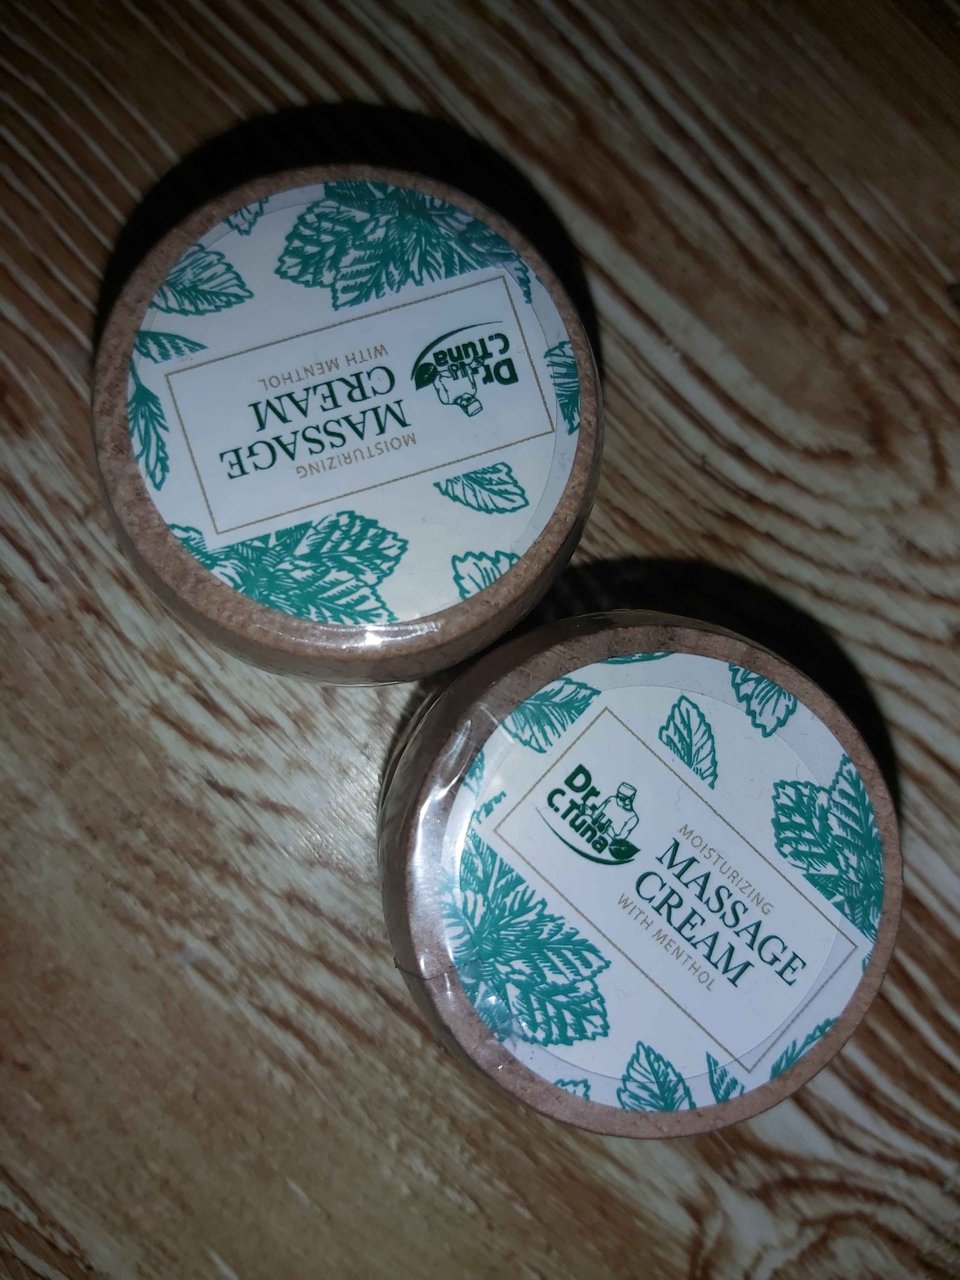 Dr.
C.Tuna
MOISTURIZING
MASSAGE
CREAM
WITH MENTHOL
Dr.
C.Tuna
MOISTURIZING
MASSAGE
CREAM
WITH MENTHOL